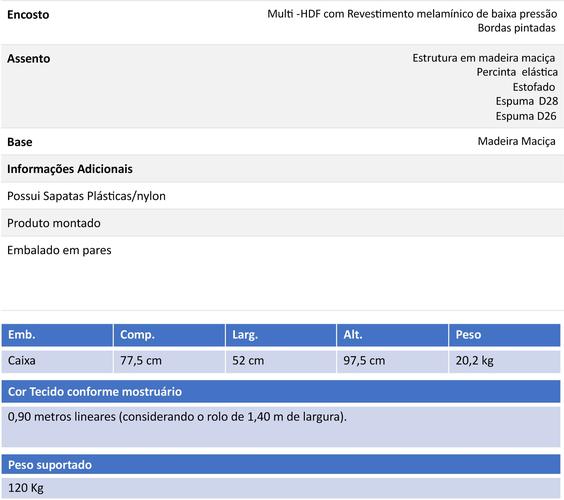 Encosto
Multi -HDF com Revestimento melamínico de baixa pressão
Bordas pintadas
Assento
Estrutura em madeira maciça
Percinta elástica
Estofado
Espuma D28
Espuma D26
Base
Madeira Maciça
Informações Adicionais
Possui Sapatas Plásticas/nylon
Produto montado
Embalado em pares
Emb. Comp. Larg. Alt. Peso
Caixa 77,5 cm 52 cm 97,5 cm 20,2 kg
Cor Tecido conforme mostruário
0,90 metros lineares (considerando o rolo de 1,40 m de largura).
Peso suportado
120 Kg